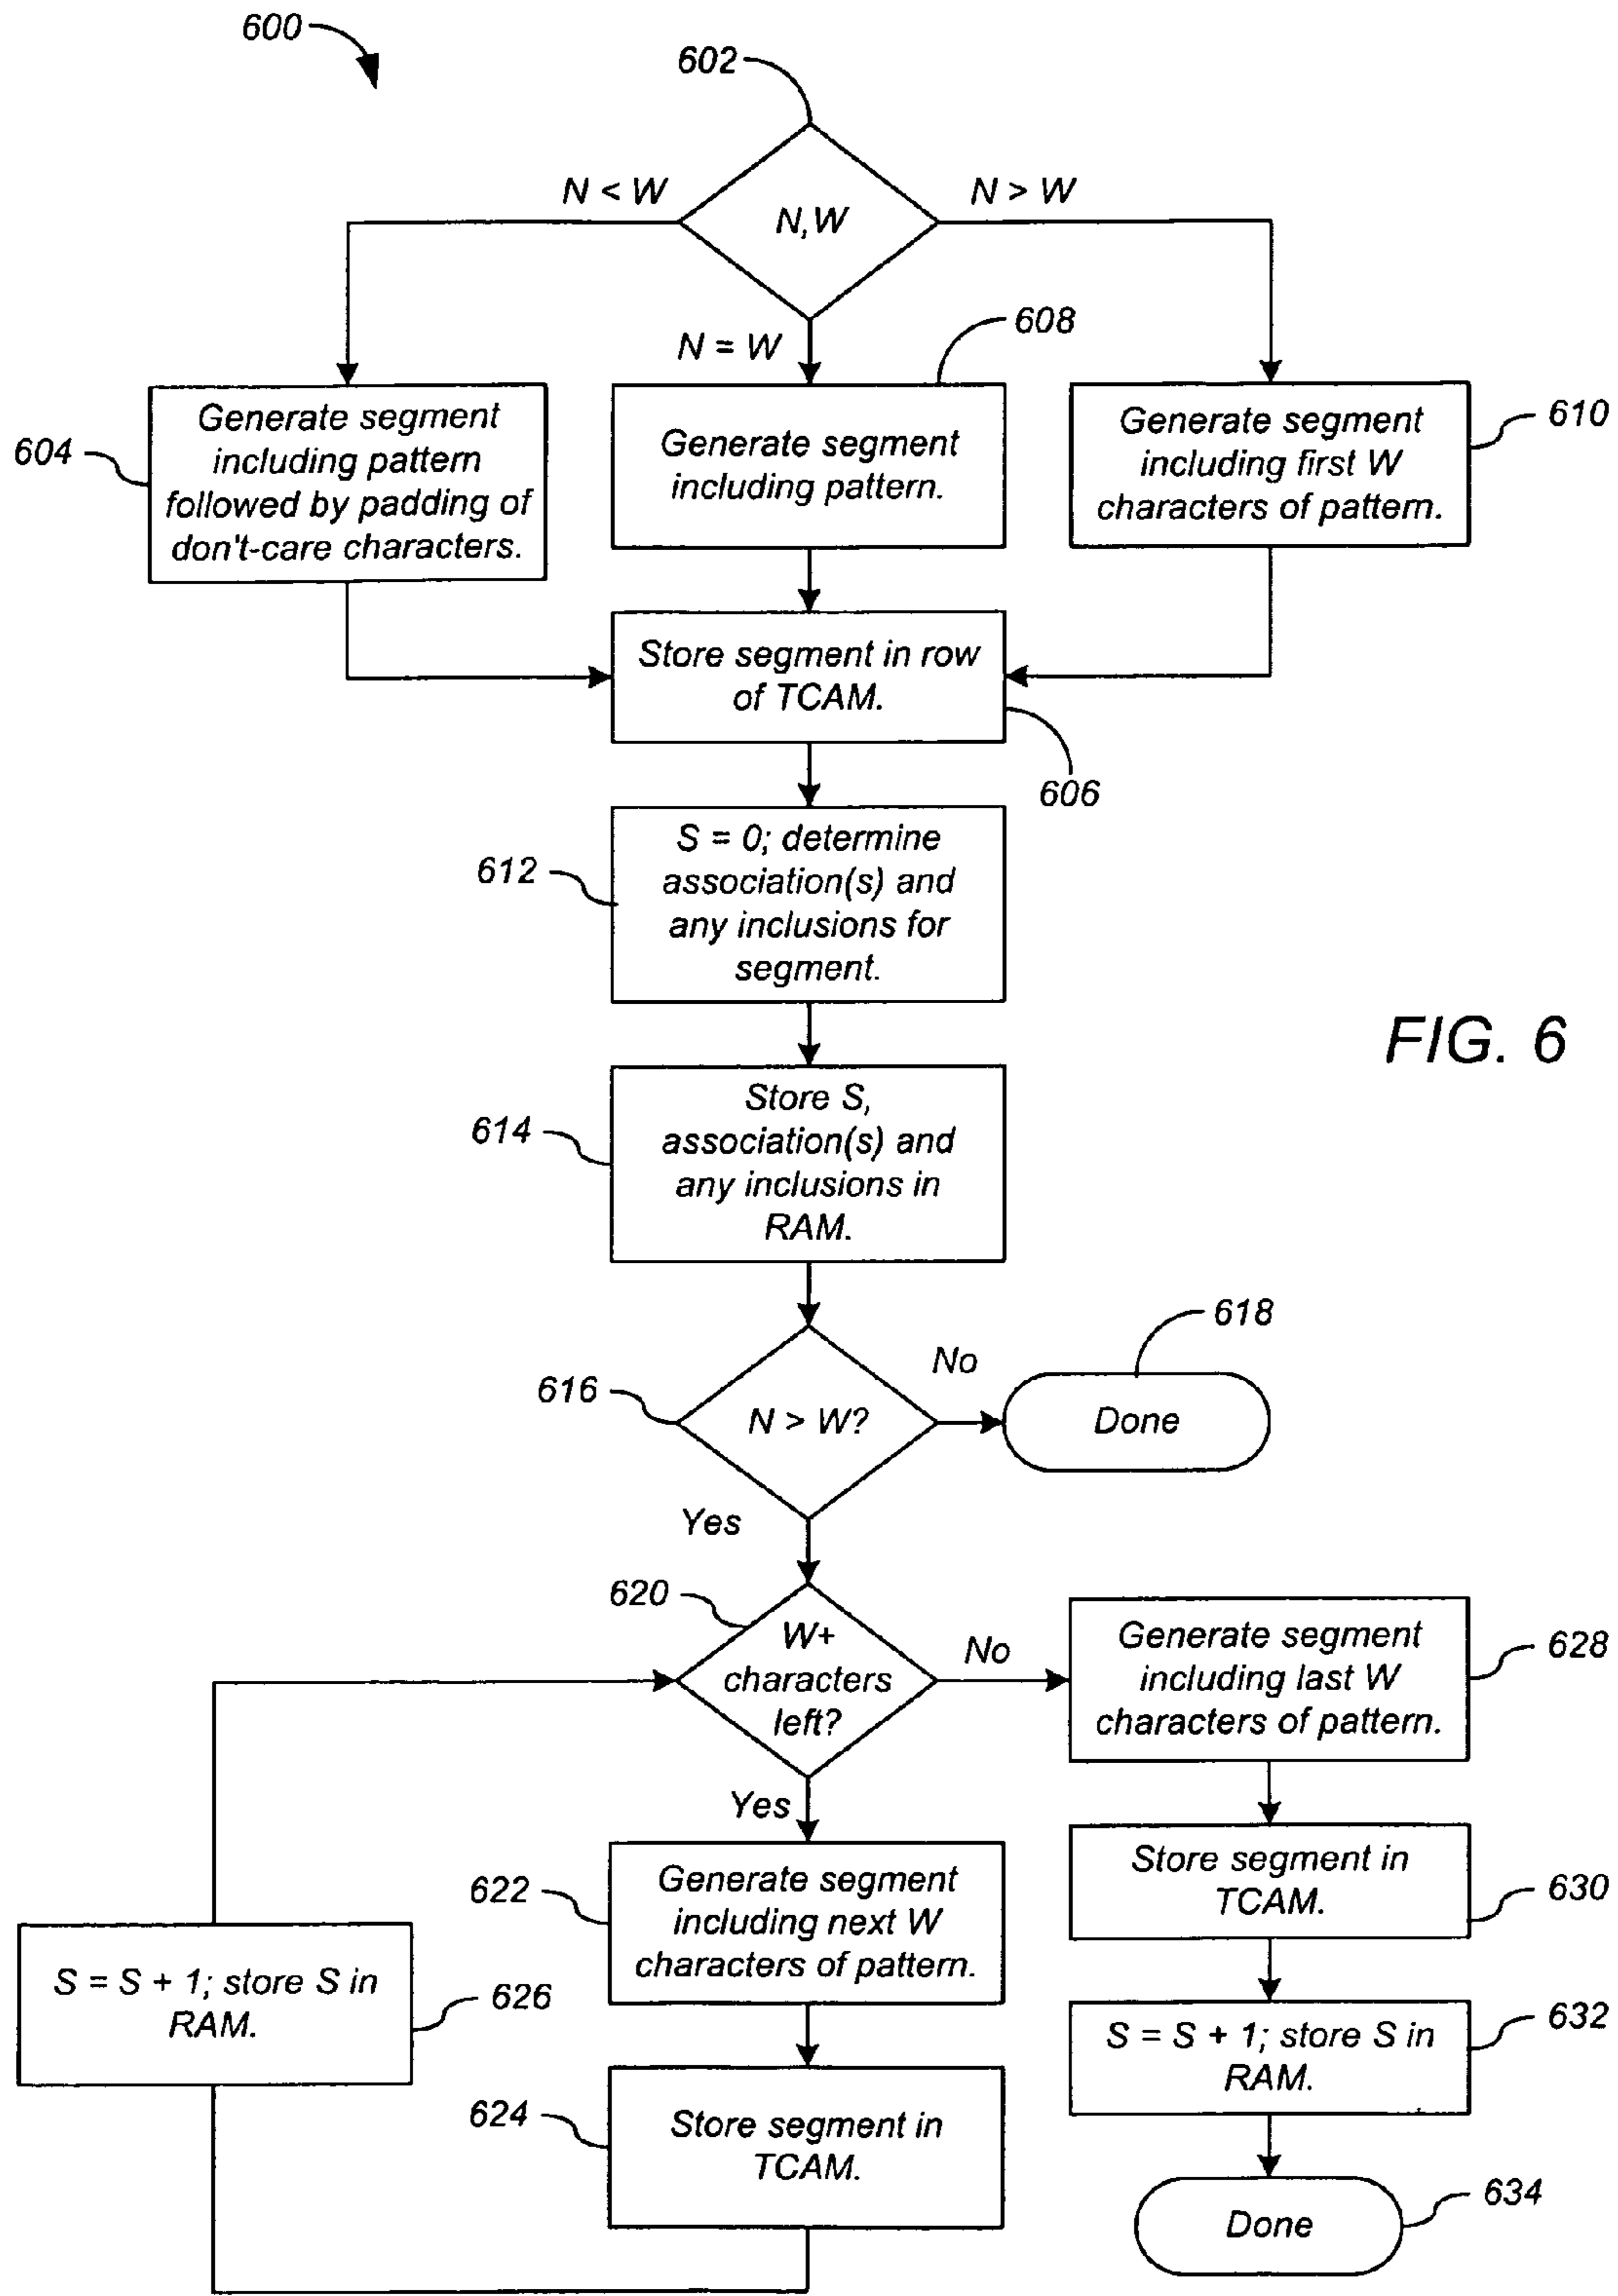 600
602
N < W
N > W
N,W
N = W
608
604
Generate segment
including pattern
followed by padding of
don't-care characters.
Generate segment
including pattern.
Generate segment
including first W
characters of pattern.
610
Store segment in row
of TCAM.
606
612
S = 0; determine
association(s) and
any inclusions for
segment.
FIG. 6
614
Store S,
association(s) and
any inclusions in
RAM.
616
N > W?
No
618
Done
Yes
620
W+
characters
left?
No
Generate segment
including last W
characters of pattern.
628
Yes
622
Generate segment
including next W
characters of pattern.
Store segment in
TCAM.
630
S = S + 1; store S in
RAM.
626
S = S + 1; store S in
RAM.
632
624
Store segment in
TCAM.
Done
634